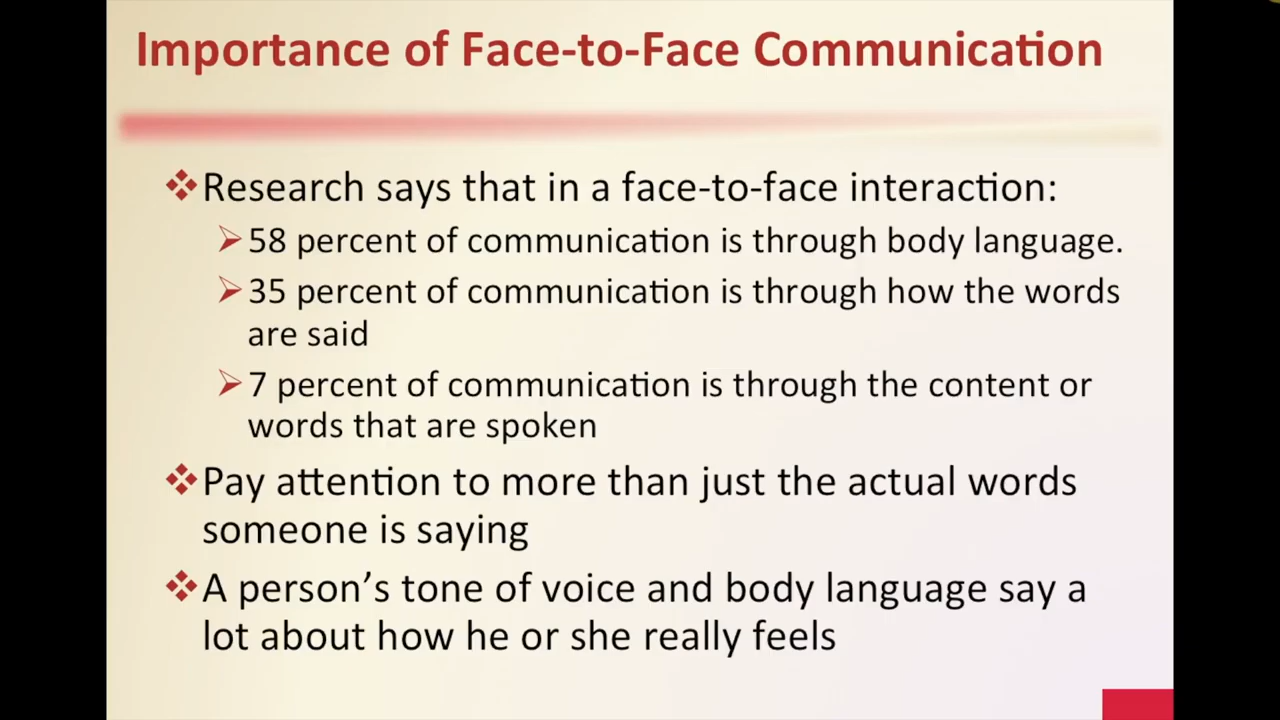 Importance of Face-to-Face Communication
Research says that in a face-to-face interaction:
58 percent of communication is through body language.
35 percent of communication is through how the words
are said
7 percent of communication is through the content or
words that are spoken
Pay attention to more than just the actual words
someone is saying
A person’s tone of voice and body language say a
lot about how he or she really feels